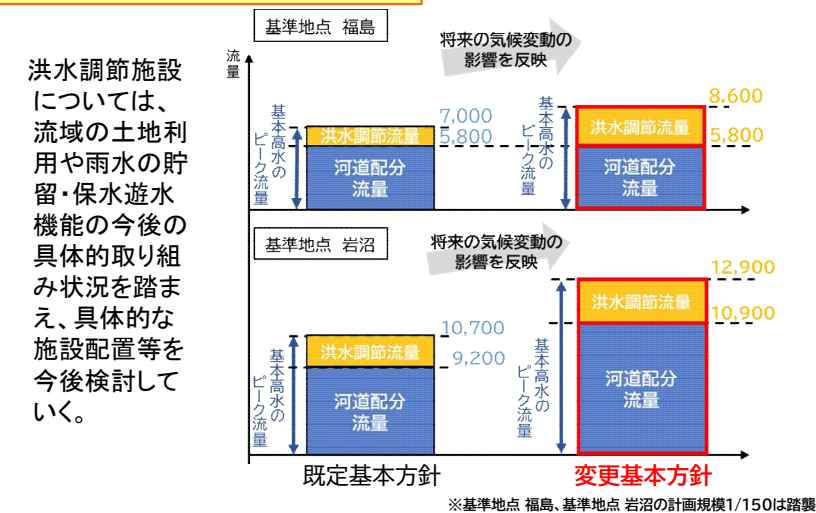 洪水調節施設
については、
流域の土地利
用や雨水の貯
留・保水遊水
機能の今後の
具体的取り組
み状況を踏ま
え、具体的な
施設配置等を
今後検討して
いく。
基準地点 福島
将来の気候変動の
影響を反映
流量
基本高水の
ピーク流量
7,000
5,800
洪水調節流量
河道配分
流量
基本高水の
ピーク流量
8,600
5,800
洪水調節流量
河道配分
流量
基準地点 岩沼
将来の気候変動の
影響を反映
基本高水の
ピーク流量
10,700
9,200
洪水調節流量
河道配分
流量
基本高水の
ピーク流量
12,900
10,900
洪水調節流量
河道配分
流量
既定基本方針
変更基本方針
※基準地点 福島、基準地点 岩沼の計画規模1/150は踏襲